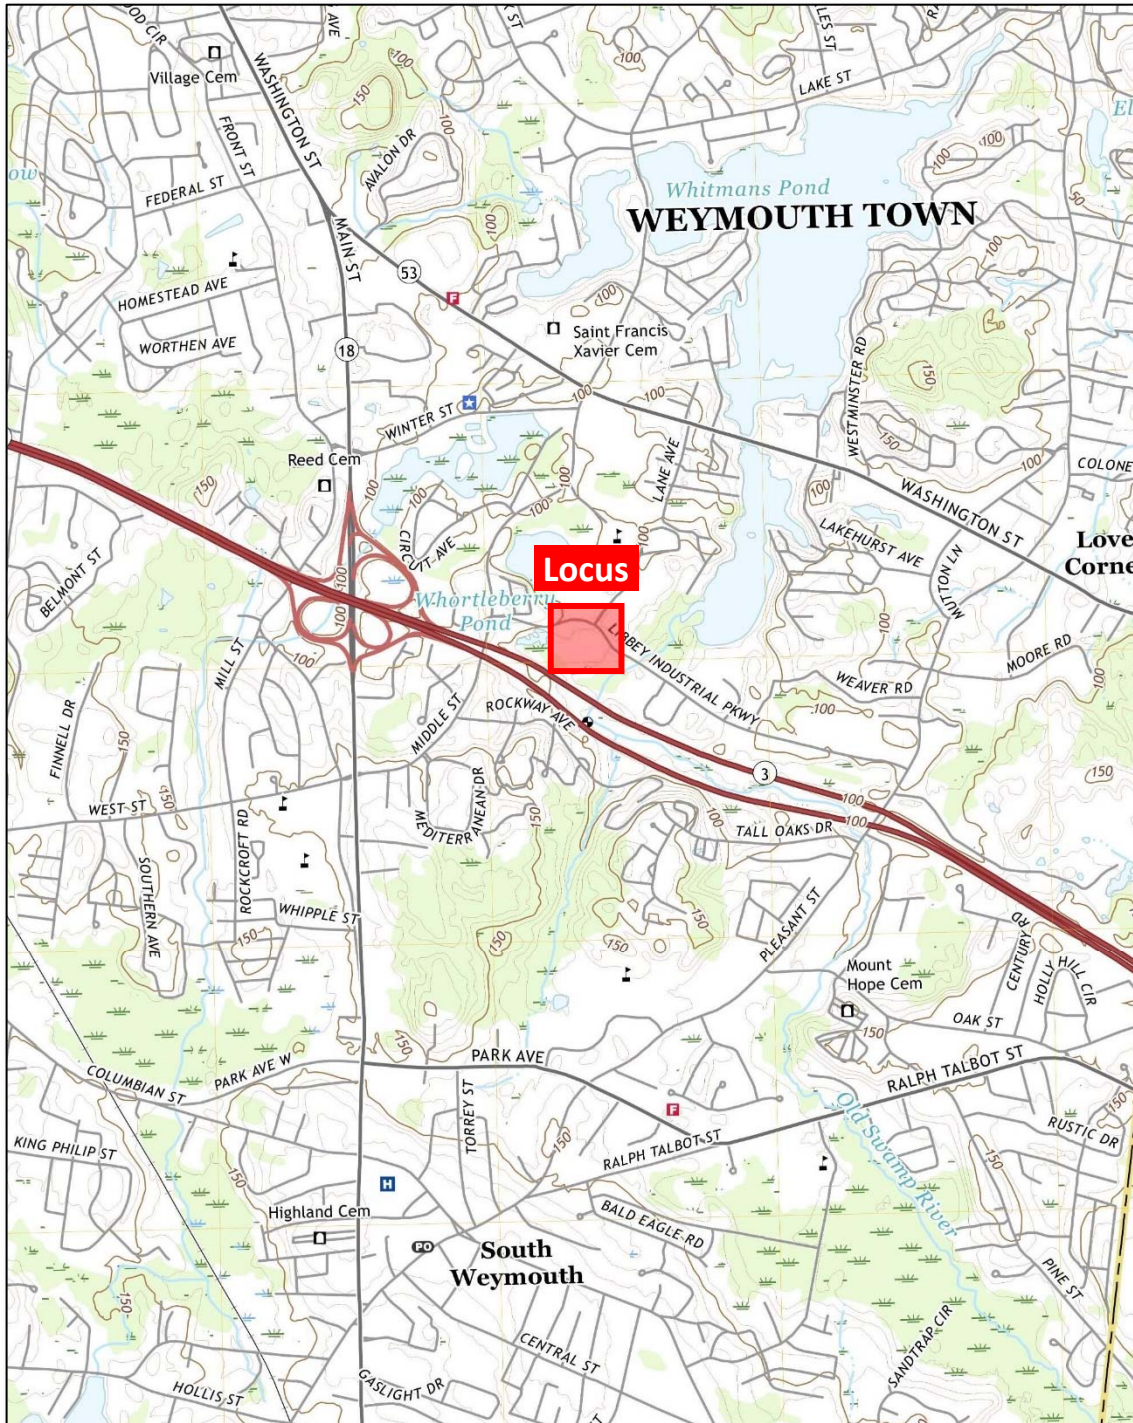 Village Cem
WASHINGTON ST
FRONT ST
FEDERAL ST
AVALON DR
LAKE ST
Whitmans Pond
WEYMOUTH TOWN
MAIN ST
53
F
HOMESTEAD AVE
WORTHEN AVE
18
Saint Francis
Xavier Cem
WINTER ST
WESTMINSTER RD
Reed Cem
LANE AVE
COLONE
WASHINGTON ST
LAKEHURST AVE
MUTTON LN
Love
Corne
CIRCUIT AVE
BELMONT ST
Locus
Whortleberry
Pond
LIBBEY INDUSTRIAL PKWY
MILL ST
MOORE RD
WEAVER RD
MIDDLE ST
ROCKWAY AVE
FINNELL DR
3
WEST ST
MEDITERRANEAN DR
TALL OAKS DR
ROCKCROFT RD
SOUTHERN AVE
WHIPPLE ST
PLEASANT ST
CENTURY RD
HOLLY HILL CIR
Mount
Hope Cem
OAK ST
PARK AVE
RALPH TALBOT ST
COLUMBIAN ST
PARK AVE W
TORREY ST
F
Old Swamp River
RUSTIC DR
KING PHILIP ST
RALPH TALBOT ST
H
Highland Cem
BALD EAGLE RD
PO
South
Weymouth
PINE ST
CENTRAL ST
SANDTRAP CIR
GASLIGHT DR
HOLLIS ST